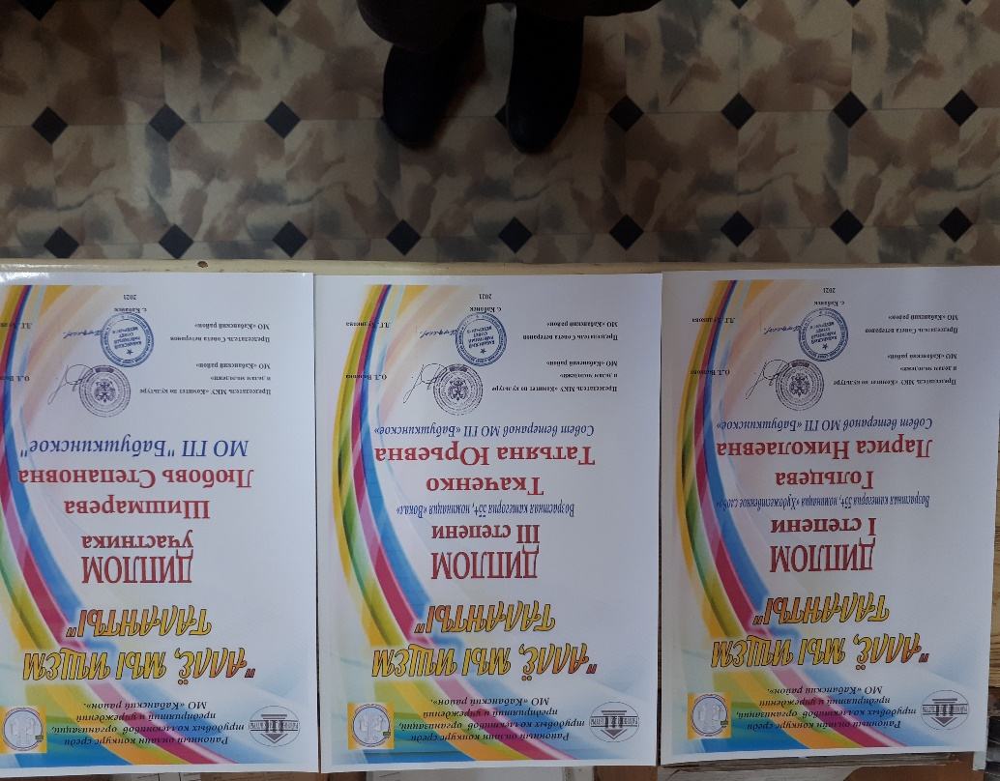 Районный онлайн конкурс среди
трудовых коллективов, организаций,
предприятий и учреждений
МО «Кабанский район».
"АЛЛЁ, МЫ ИЩЕМ
ТАЛАНТЫ"
ДИПЛОМ
I степени
Возрастная категория 55+, номинация «Художественное слово»
Гольцева
Лариса Николаевна
Совет ветеранов МО ГП «Бабушкинское»
Председатель МКУ «Комитет по культуре
и делам молодежи»
МО «Кабанский район»
Председатель Совета ветеранов
МО «Кабанский район»
с. Кабанск
2021
Районный онлайн конкурс среди
трудовых коллективов, организаций,
предприятий и учреждений
МО «Кабанский район».
"АЛЛЁ, МЫ ИЩЕМ
ТАЛАНТЫ"
ДИПЛОМ
III степени
Возрастная категория 55+, номинация «Вокал»
Ткаченко
Татьяна Юрьевна
Совет ветеранов МО ГП «Бабушкинское»
Председатель МКУ «Комитет по культуре
и делам молодежи»
МО «Кабанский район»
Председатель Совета ветеранов
МО «Кабанский район»
с. Кабанск
2021
Районный онлайн конкурс среди
трудовых коллективов, организаций,
предприятий и учреждений
МО «Кабанский район».
"АЛЛЁ, МЫ ИЩЕМ
ТАЛАНТЫ"
ДИПЛОМ
участника
Шишмарева
Любовь Степановна
МО ГП "Бабушкинское"
Председатель МКУ «Комитет по культуре
и делам молодежи»
МО «Кабанский район»
Председатель Совета ветеранов
МО «Кабанский район»
с. Кабанск
2021